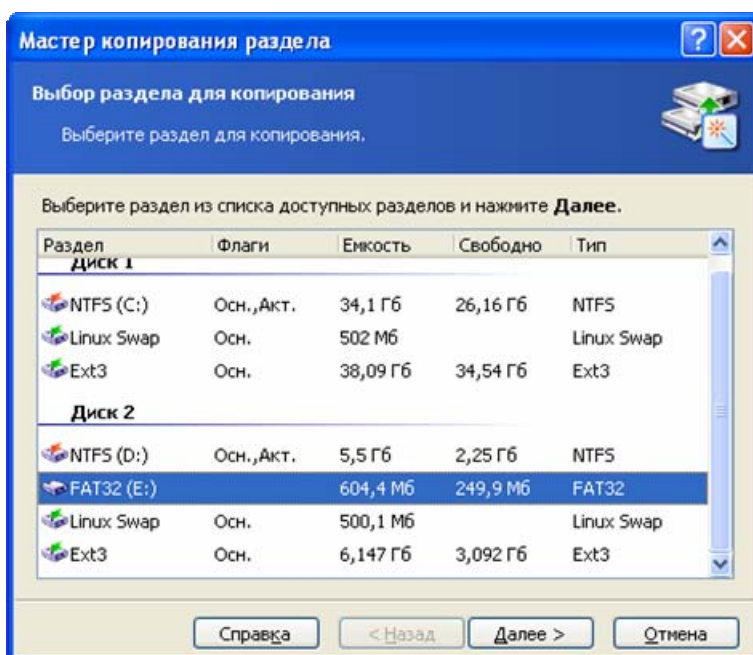 Мастер копирования раздела
Выбор раздела для копирования
Выберите раздел для копирования.
Выберите раздел из списка доступных разделов и нажмите Далее.
Раздел Флаги Емкость Свободно Тип
Диск 1
NTFS (C:) Осн.,Акт. 34,1 Гб 26,16 Гб NTFS
Linux Swap Осн. 502 Мб Linux Swap
Ext3 Осн. 38,09 Гб 34,54 Гб Ext3
Диск 2
NTFS (D:) Осн.,Акт. 5,5 Гб 2,25 Гб NTFS
FAT32 (E:) 604,4 Мб 249,9 Мб FAT32
Linux Swap Осн. 500,1 Мб Linux Swap
Ext3 Осн. 6,147 Гб 3,092 Гб Ext3
Справка < Назад Далее > Отмена